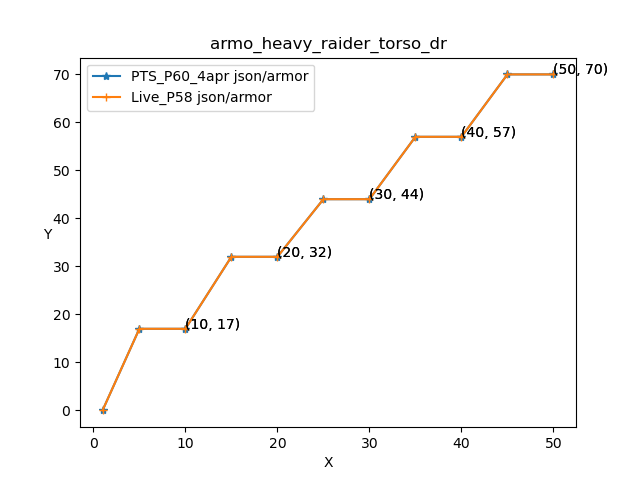 armo_heavy_raider_torso_dr
PTS_P60_4apr json/armor
Live_P58 json/armor
(50, 70)
(40, 57)
(30, 44)
(20, 32)
(10, 17)
70
60
50
40
30
20
10
0
Y
0 10 20 30 40 50
X